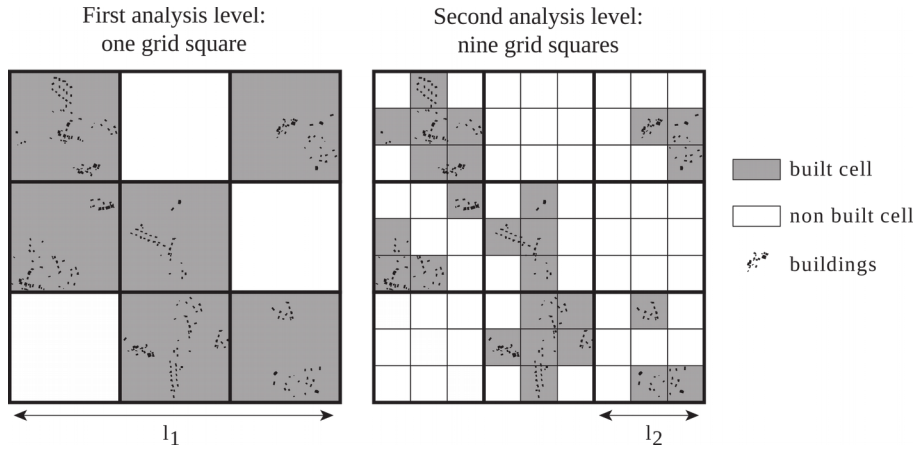 First analysis level:
one grid square
Second analysis level:
nine grid squares
built cell
non built cell
buildings
l1
l2